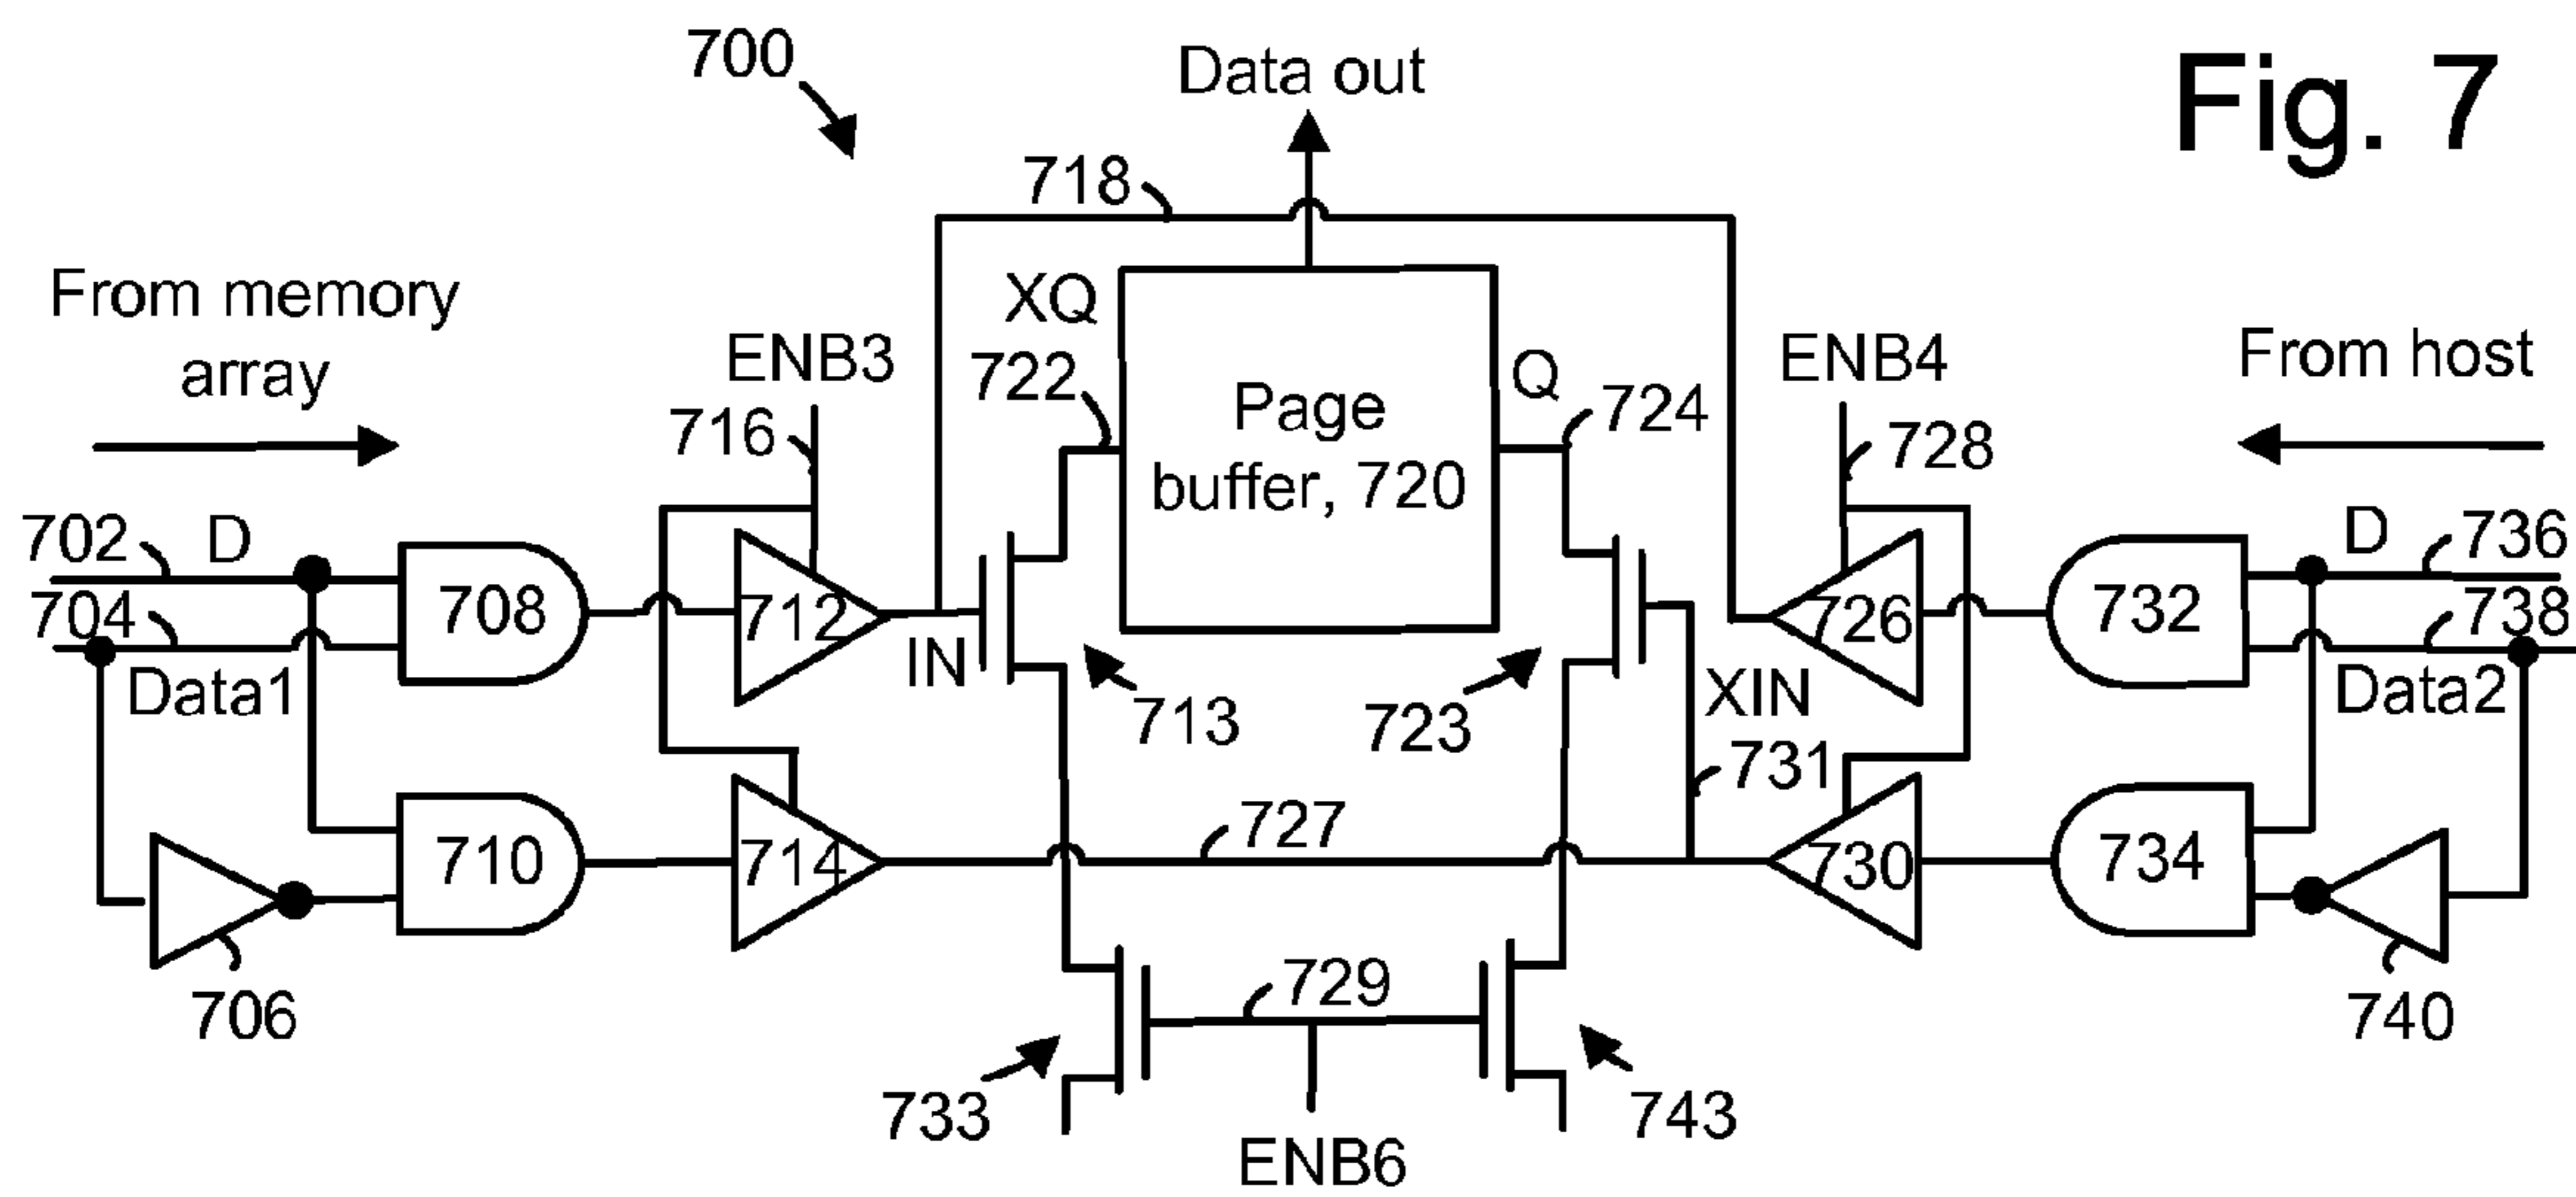 Fig. 7
700
Data out
718
From memory
array
XQ
ENB3
722
716
Page
buffer, 720
Q
724
ENB4
728
From host
702
D
708
712
IN
713
723
XIN
731
726
732
D
736
704
Data1
738
Data2
706
710
714
727
730
734
740
729
733
743
ENB6